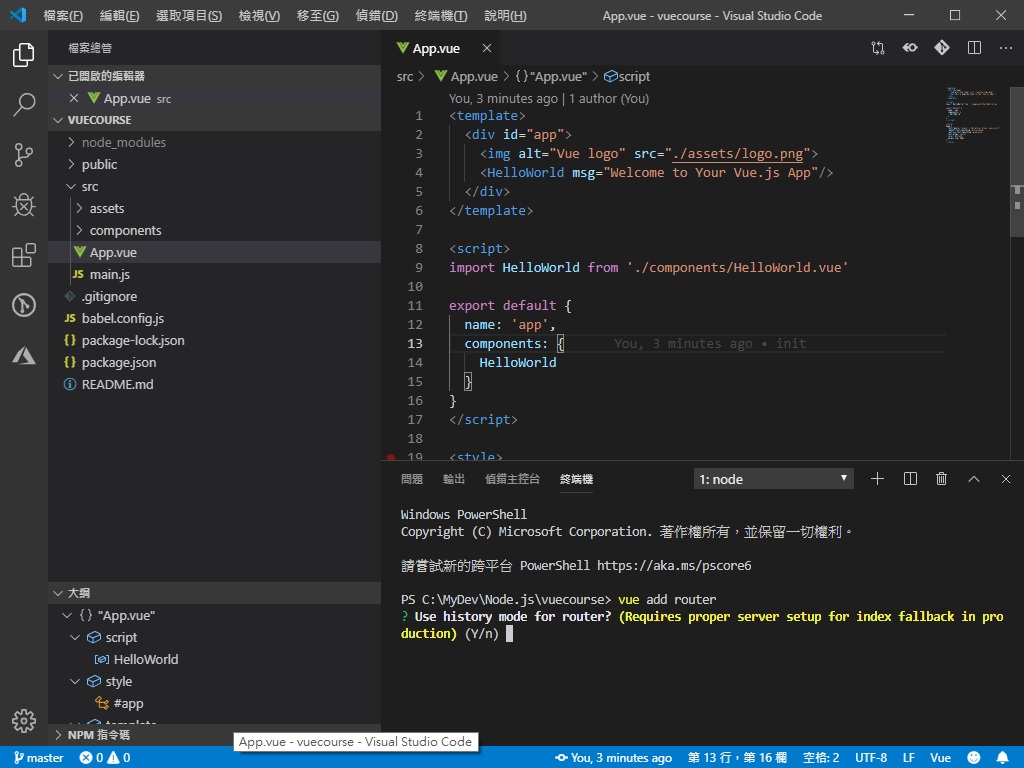 檔案(F) 編輯(E) 選取項目(S) 檢視(V) 移至(G) 偵錯(D) 終端機(T) 說明(H) App.vue - vuecourse - Visual Studio Code
檔案總管
已開啟的編輯器
App.vue src
VUECOURSE
node_modules
public
src
assets
components
App.vue
JS main.js
.gitignore
JS babel.config.js
{} package-lock.json
{} package.json
README.md
大綱
{} "App.vue"
script
HelloWorld
style
#app
template
NPM 指令碼
App.vue
src > App.vue > {} "App.vue" > script
You, 3 minutes ago | 1 author (You)
1 <template>
2 <div id="app">
3 <img alt="Vue logo" src="./assets/logo.png">
4 <HelloWorld msg="Welcome to Your Vue.js App"/>
5 </div>
6 </template>
7
8 <script>
9 import HelloWorld from './components/HelloWorld.vue'
10
11 export default {
12 name: 'app',
13 components: { You, 3 minutes ago • init
14 HelloWorld
15 }
16 }
17 </script>
18
19 <style>
問題 輸出 偵錯主控台 終端機 1: node
Windows PowerShell
Copyright (C) Microsoft Corporation. 著作權所有，並保留一切權利。
請嘗試新的跨平台 PowerShell https://aka.ms/pscore6
PS C:\MyDev\Node.js\vuecourse> vue add router
? Use history mode for router? (Requires proper server setup for index fallback in pro
duction) (Y/n)
App.vue - vuecourse - Visual Studio Code
master 0 0 You, 3 minutes ago 第 13 行，第 16 欄 空格: 2 UTF-8 LF Vue